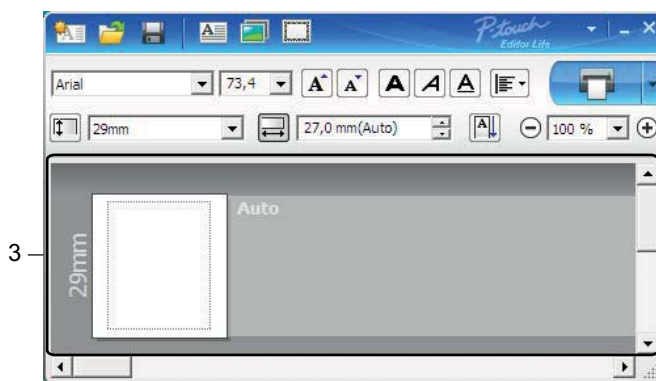 P-touch
Editor Lite
Arial 73,4 A A A A A
29mm 27,0 mm(Auto) A 100 %
Auto
29mm
3